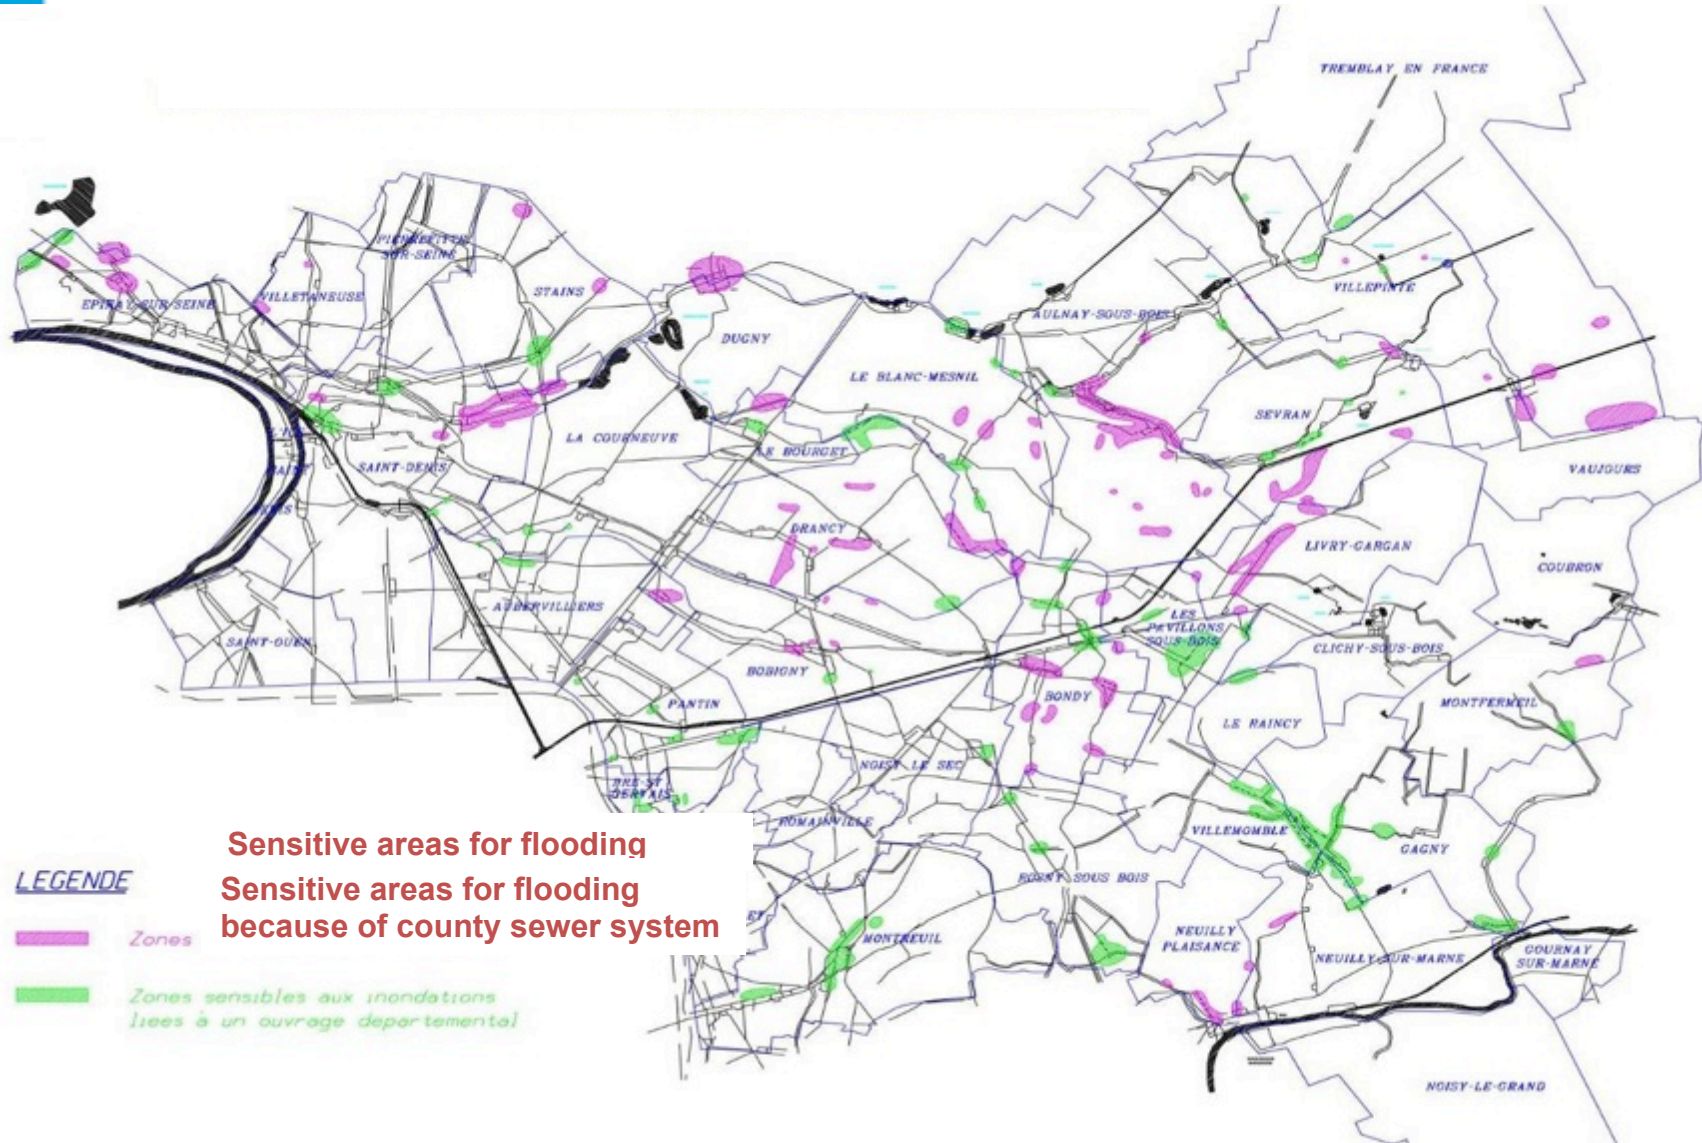 TREMBLAY EN FRANCE
PIERREFITTE
SUR-SEINE
EPINAY-SUR-SEINE
VILLETANEUSE
STAINS
VILLEPINTE
AULNAY-SOUS-BOIS
DUGNY
LE BLANC-MESNIL
SEVRAN
LA COURNEUVE
LE BOURGET
SAINT-DENIS
VAUJOURS
DRANCY
LIVRY-GARGAN
COUBRON
AUBERVILLIERS
LES
PAVILLONS
SOUS-BOIS
SAINT-OUEN
CLICHY-SOUS-BOIS
BOBIGNY
BONDY
PANTIN
MONTFERMEIL
LE RAINCY
NOISY LE SEC
PRE-ST
GERVAIS
ROMAINVILLE
VILLEMOMBLE
GAGNY
ROSNY SOUS BOIS
MONTREUIL
NEUILLY
PLAISANCE
NEUILLY-SUR-MARNE
GOURNAY
SUR-MARNE
NOISY-LE-GRAND
Sensitive areas for flooding
Sensitive areas for flooding
because of county sewer system
LEGENDE
Zones
Zones sensibles aux inondations
liees à un ouvrage departemental